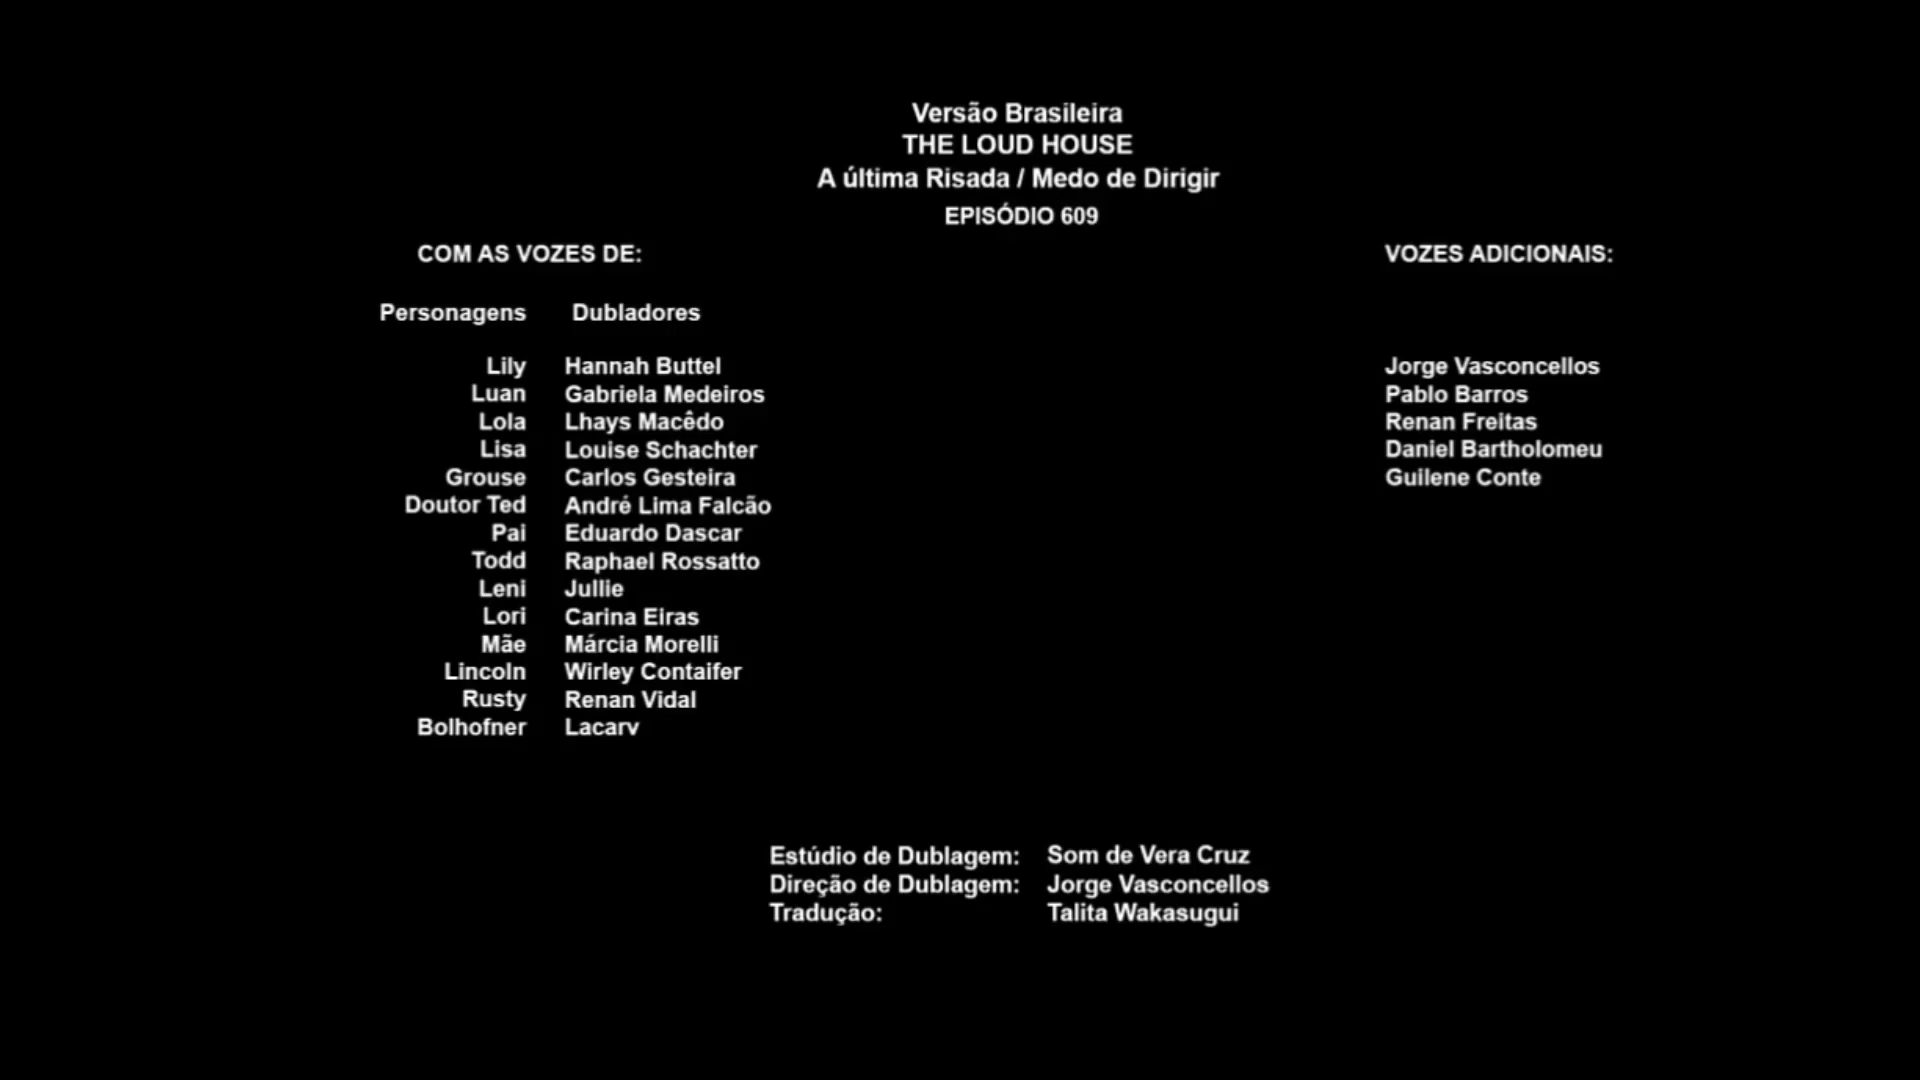 Versão Brasileira
THE LOUD HOUSE
A última Risada / Medo de Dirigir
EPISÓDIO 609
COM AS VOZES DE:
Personagens Dubladores
Lily Hannah Buttel
Luan Gabriela Medeiros
Lola Lhays Macêdo
Lisa Louise Schachter
Grouse Carlos Gesteira
Doutor Ted André Lima Falcão
Pai Eduardo Dascar
Todd Raphael Rossatto
Leni Jullie
Lori Carina Eiras
Mãe Márcia Morelli
Lincoln Wirley Contaifer
Rusty Renan Vidal
Bolhofner Lacarv
VOZES ADICIONAIS:
Jorge Vasconcellos
Pablo Barros
Renan Freitas
Daniel Bartholomeu
Guilene Conte
Estúdio de Dublagem: Som de Vera Cruz
Direção de Dublagem: Jorge Vasconcellos
Tradução: Talita Wakasugui